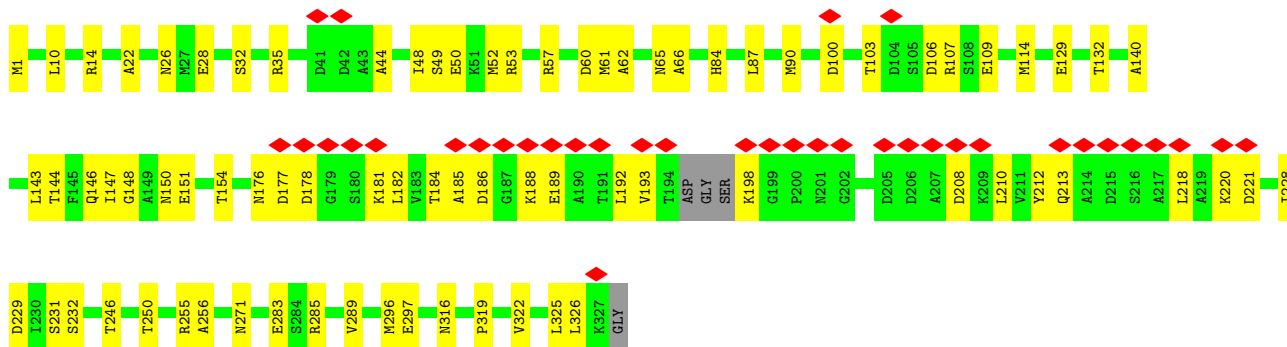 M1 L10 R14 A22 N26 M27 E28 S32 R35 D41 D42 A43 A44 I48 S49 E50 K51 M52 R53 R57 D60 M61 A62 N65 A66 H84 L87 M90 D100 T103 D104 S105 D106 R107 S108 E109 M114 E129 T132 A140
L143 T144 F145 Q146 I147 G148 A149 N150 E151 T154 N176 D177 D178 G179 S180 K181 L182 V183 T184 A185 D186 G187 K188 E189 A190 T191 L192 V193 T194 ASP GLY SER K198 G199 P200 N201 G202 D205 D206 A207 D208 K209 L210 V211 Y212 Q213 A214 D215 S216 A217 L218 A219 K220 D221
D229 I230 S231 S232 T246 T250 R255 A256 N271 E283 S284 R285 V289 M296 E297 N316 P319 V322 L325 L326 K327 GLY